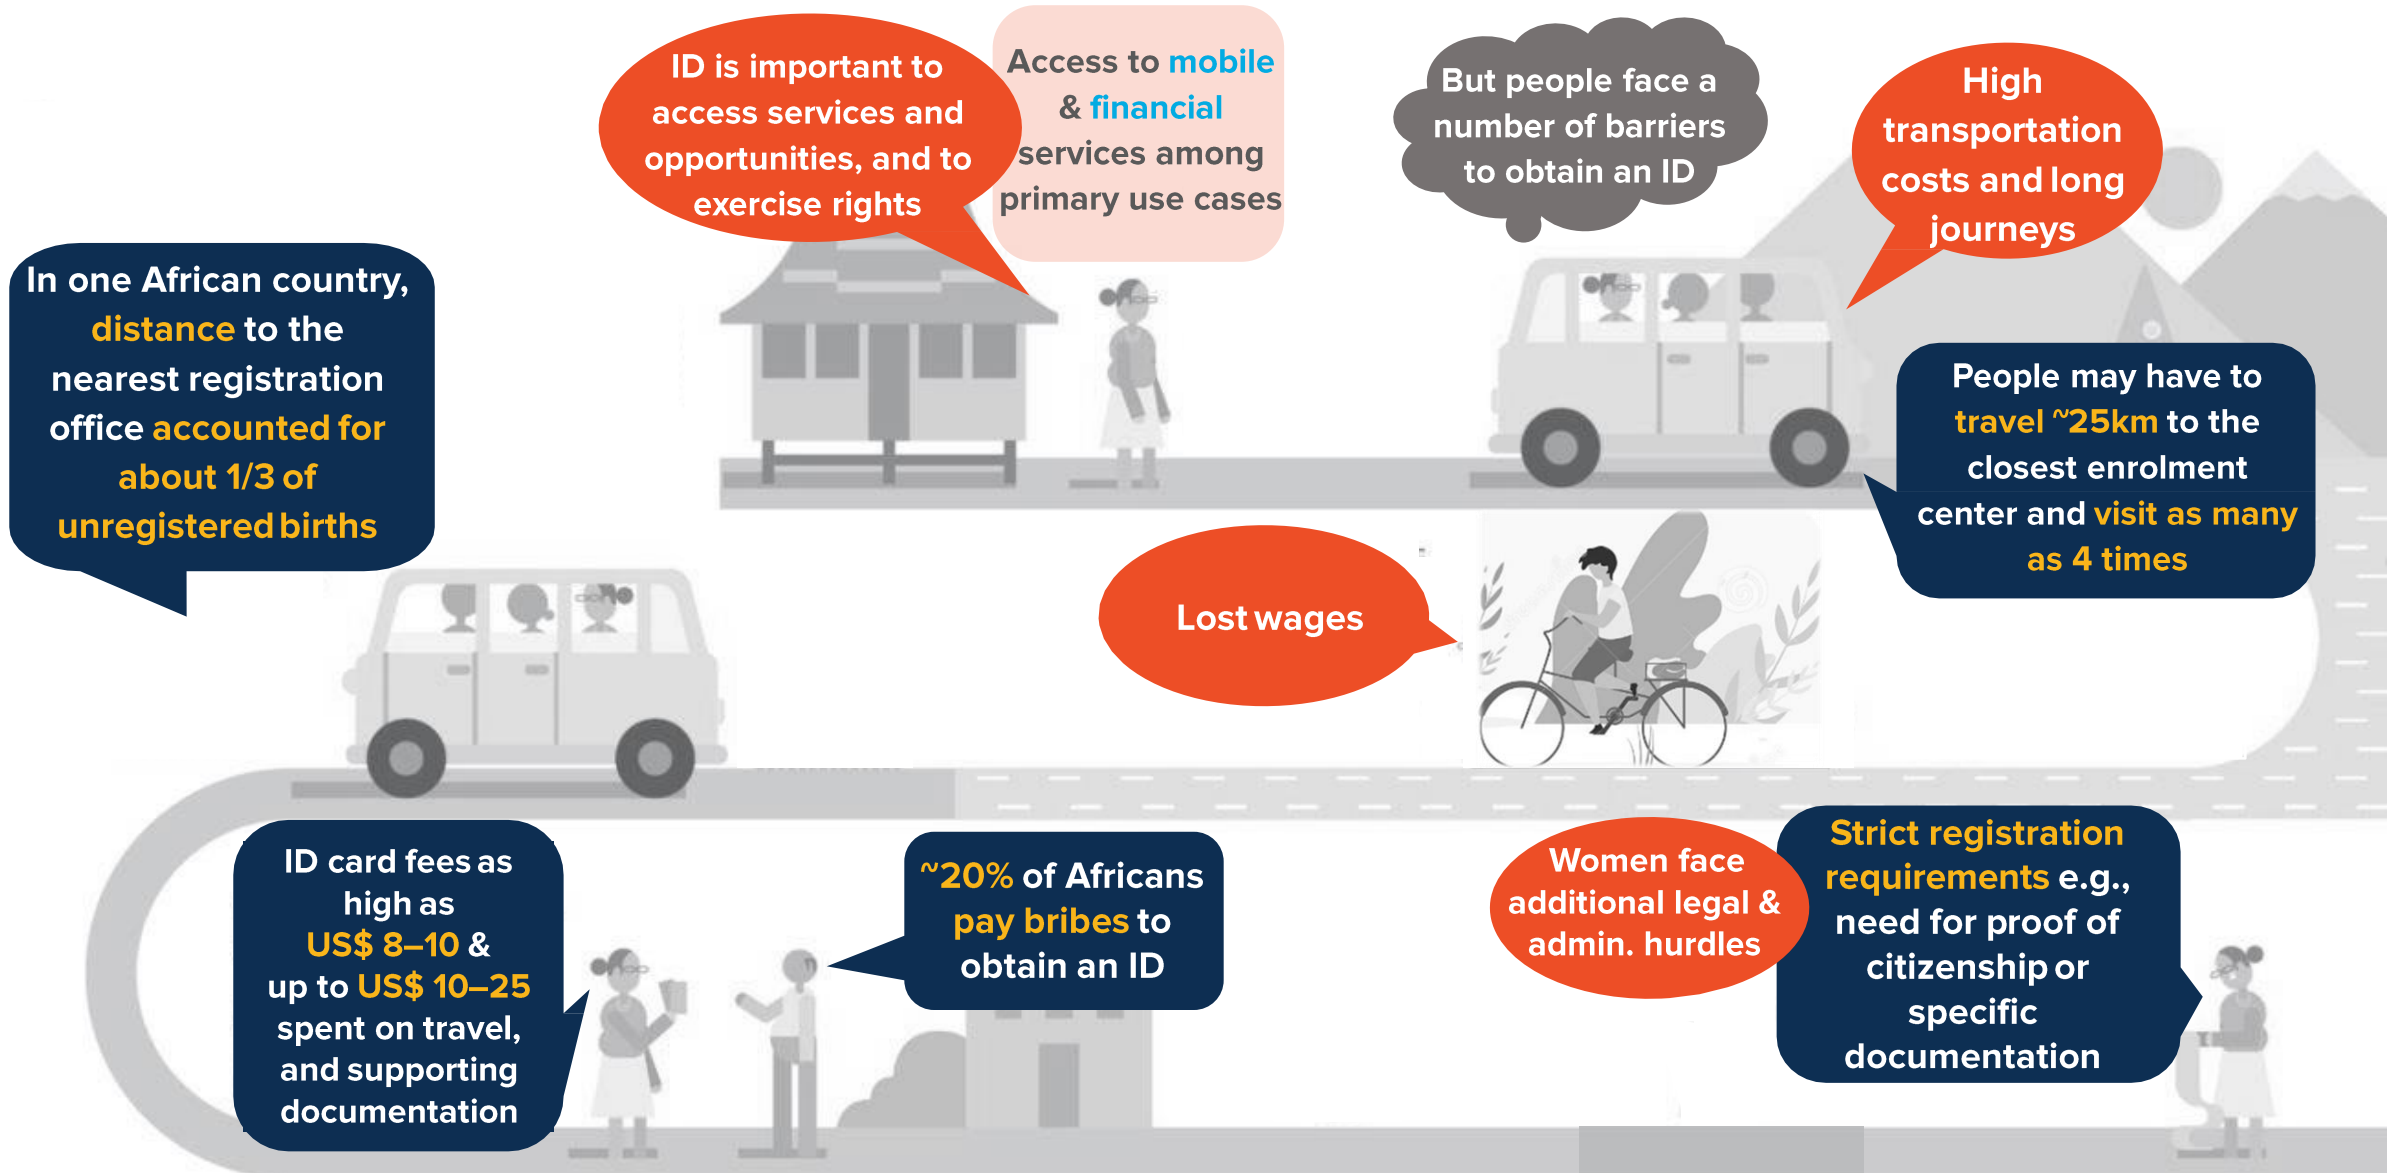 ID is important to
access services and
opportunities, and to
exercise rights
Access to mobile
& financial
services among
primary use cases
But people face a
number of barriers
to obtain an ID
High
transportation
costs and long
journeys
People may have to
travel ~25km to the
closest enrolment
center and visit as many
as 4 times
In one African country,
distance to the
nearest registration
office accounted for
about 1/3 of
unregistered births
Lost wages
ID card fees as
high as
US$ 8–10 &
up to US$ 10–25
spent on travel,
and supporting
documentation
~20% of Africans
pay bribes to
obtain an ID
Women face
additional legal &
admin. hurdles
Strict registration
requirements e.g.,
need for proof of
citizenship or
specific
documentation